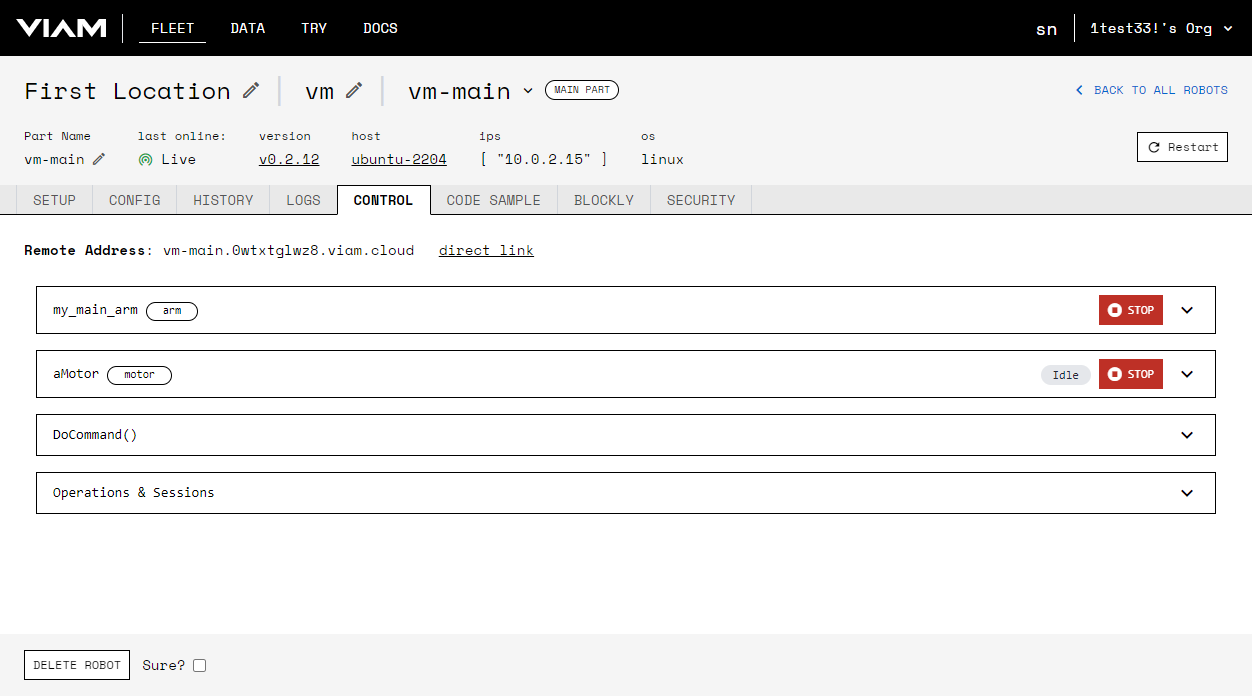 VIAM FLEET DATA TRY DOCS sn 1test33!'s Org
First Location vm vm-main MAIN PART BACK TO ALL ROBOTS
Part Name last online: version host ips os
vm-main Live v0.2.12 ubuntu-2204 [ "10.0.2.15" ] linux
Restart
SETUP CONFIG HISTORY LOGS CONTROL CODE SAMPLE BLOCKLY SECURITY
Remote Address: vm-main.0wtxtglwz8.viam.cloud direct link
my_main_arm arm STOP
aMotor motor Idle STOP
DoCommand()
Operations & Sessions
DELETE ROBOT Sure?